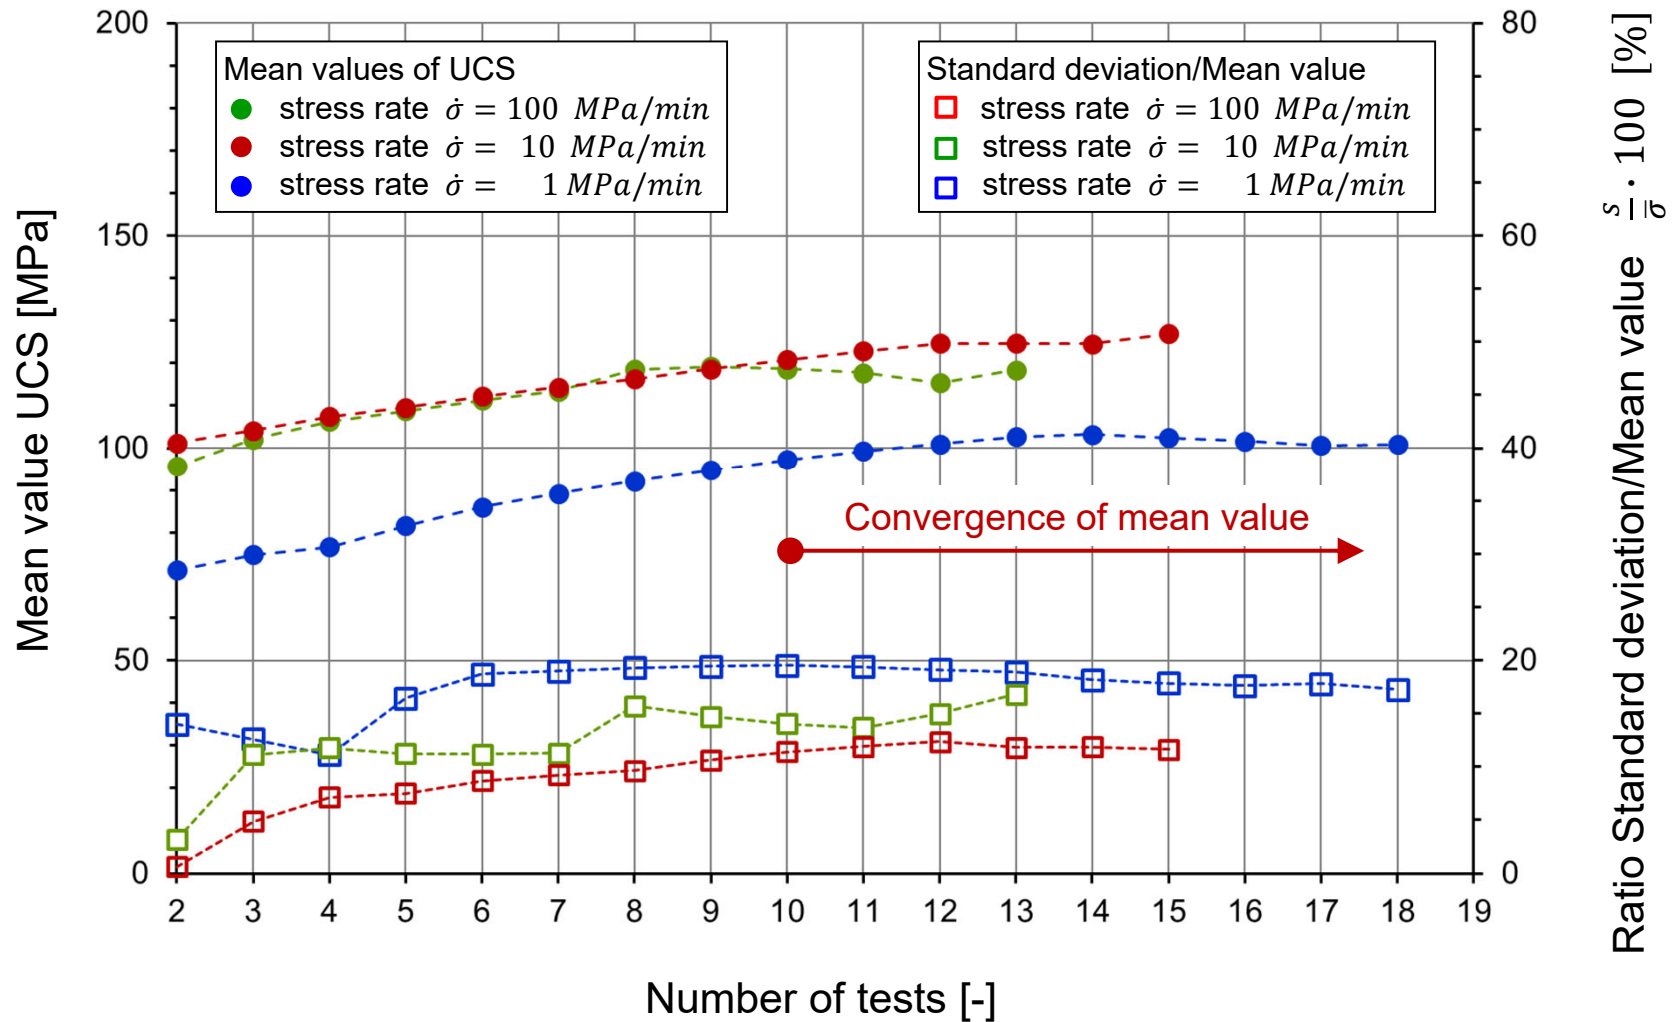 200
150
100
50
0
Mean value UCS [MPa]
Mean values of UCS
stress rate σ̇ = 100 MPa/min
stress rate σ̇ = 10 MPa/min
stress rate σ̇ = 1 MPa/min
Standard deviation/Mean value
stress rate σ̇ = 100 MPa/min
stress rate σ̇ = 10 MPa/min
stress rate σ̇ = 1 MPa/min
Convergence of mean value
80
60
40
20
0
Ratio Standard deviation/Mean value s/σ̅ · 100 [%]
2 3 4 5 6 7 8 9 10 11 12 13 14 15 16 17 18 19
Number of tests [-]